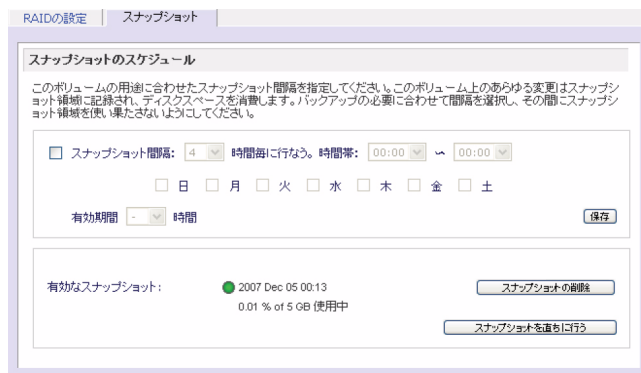 RAIDの設定 スナップショット
スナップショットのスケジュール
このボリュームの用途に合わせたスナップショット間隔を指定してください。このボリューム上のあらゆる変更はスナップシ
ョット領域に記録され、ディスクスペースを消費します。バックアップの必要に合わせて間隔を選択し、その間にスナップシ
ョット領域を使い果たさないようにしてください。
スナップショット間隔: 4 時間毎に行なう。時間帯: 00:00 ~ 00:00
日 月 火 水 木 金 土
有効期間 - 時間 保存
有効なスナップショット: 2007 Dec 05 00:13 スナップショットの削除
0.01 % of 5 GB 使用中
スナップショットを直ちに行う